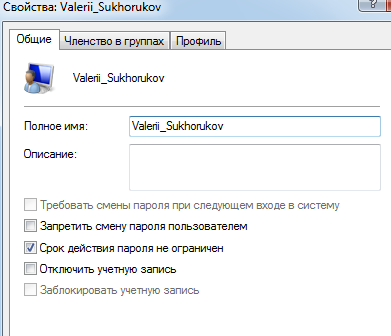 Свойства: Valerii_Sukhorukov
?
Общие Членство в группах Профиль
Valerii_Sukhorukov
Полное имя: Valerii_Sukhorukov
Описание:
Требовать смены пароля при следующем входе в систему
Запретить смену пароля пользователем
Срок действия пароля не ограничен
Отключить учетную запись
Заблокировать учетную запись